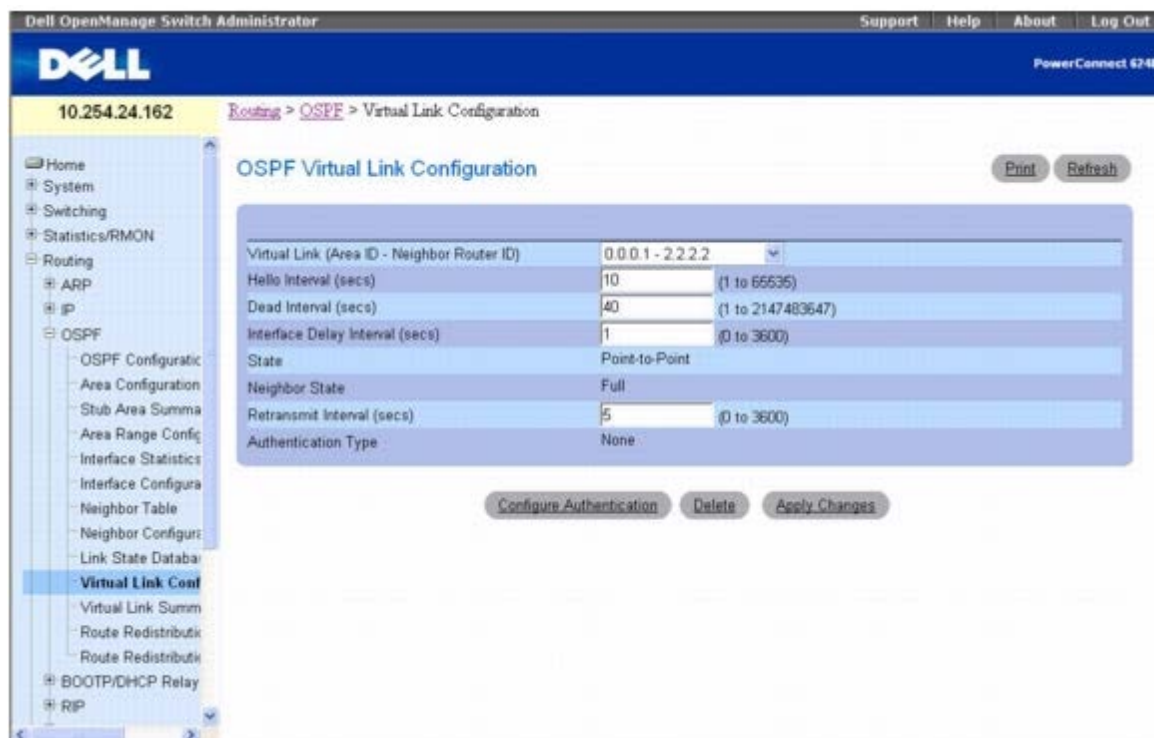 Dell OpenManage Switch Administrator
Support Help About Log Out
DELL
PowerConnect 6248
10.254.24.162
Routing > OSPF > Virtual Link Configuration
Home
System
Switching
Statistics/RMON
Routing
ARP
IP
OSPF
OSPF Configuratic
Area Configuration
Stub Area Summa
Area Range Config
Interface Statistics
Interface Configura
Neighbor Table
Neighbor Configura
Link State Databa
Virtual Link Conf
Virtual Link Summ
Route Redistributi
Route Redistributi
BOOTP/DHCP Relay
RIP
OSPF Virtual Link Configuration
Print Refresh
Virtual Link (Area ID - Neighbor Router ID) 0.0.0.1 - 2.2.2.2
Hello Interval (secs) 10 (1 to 65535)
Dead Interval (secs) 40 (1 to 2147483647)
Interface Delay Interval (secs) 1 (0 to 3600)
State Point-to-Point
Neighbor State Full
Retransmit Interval (secs) 5 (0 to 3600)
Authentication Type None
Configure Authentication Delete Apply Changes